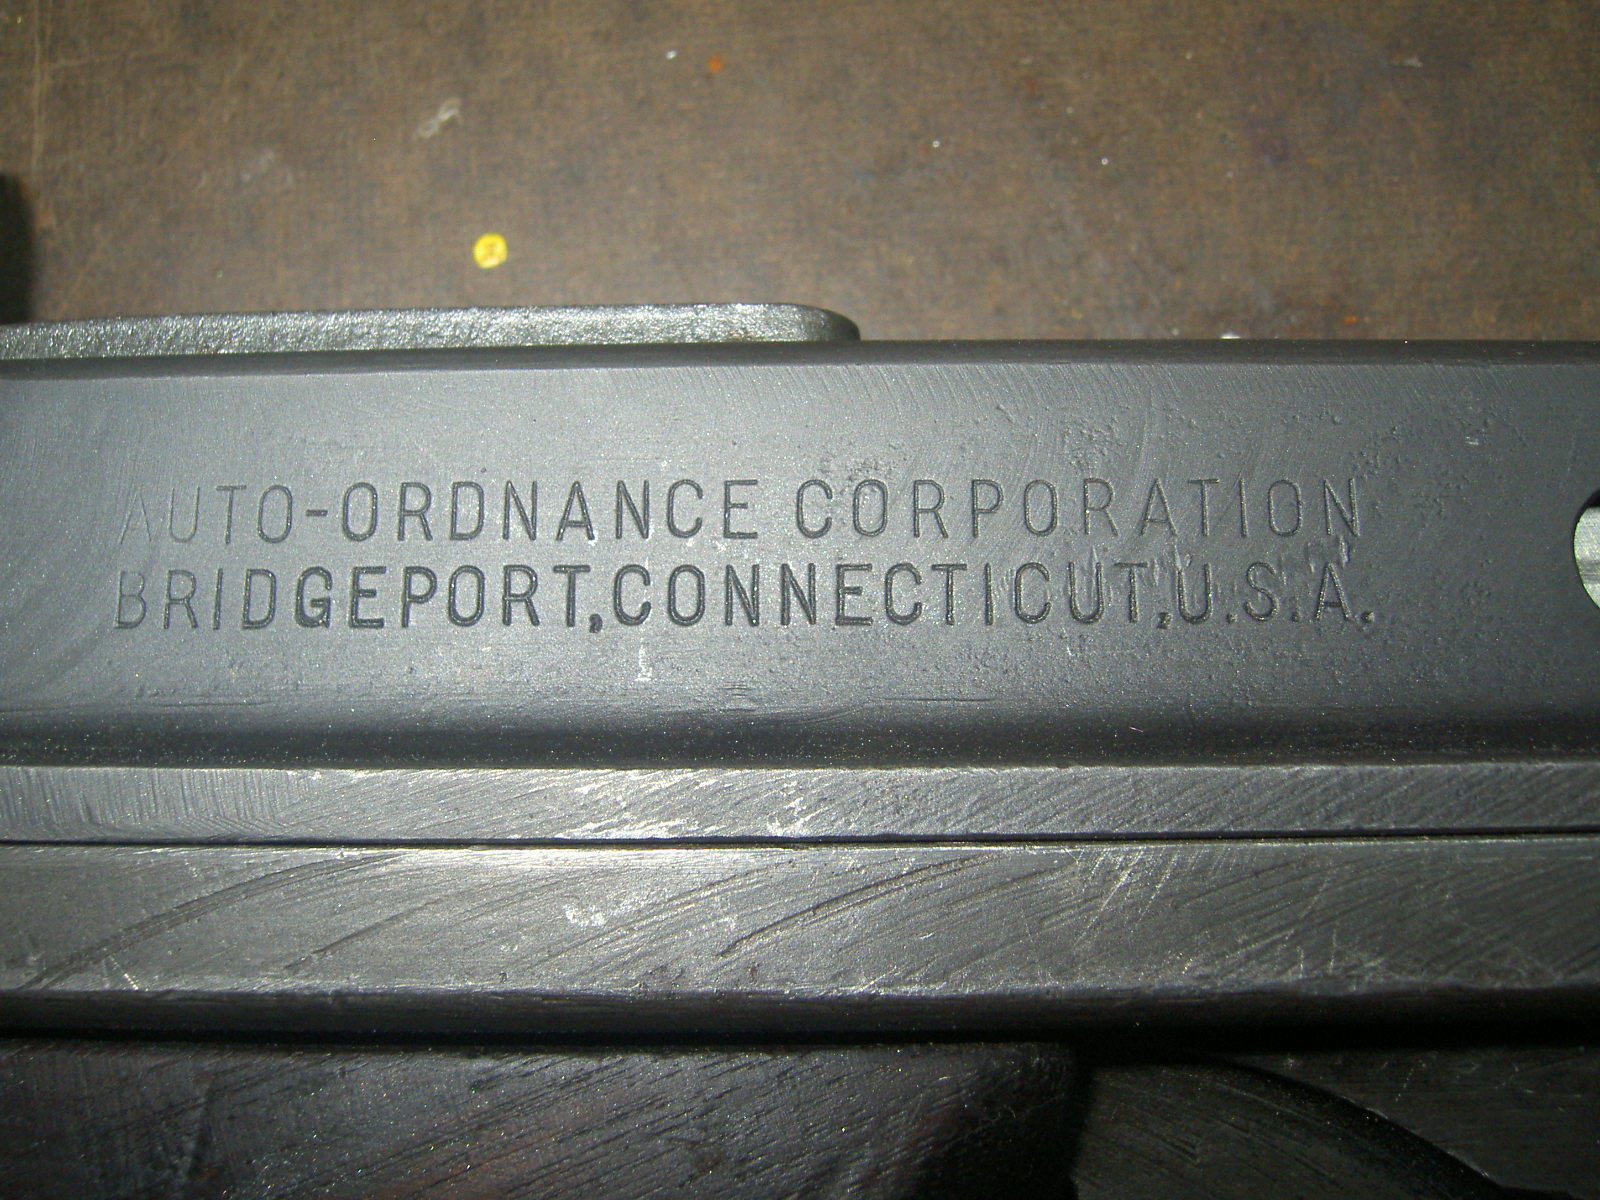 AUTO-ORDNANCE CORPORATION
BRIDGEPORT, CONNECTICUT, U.S.A.